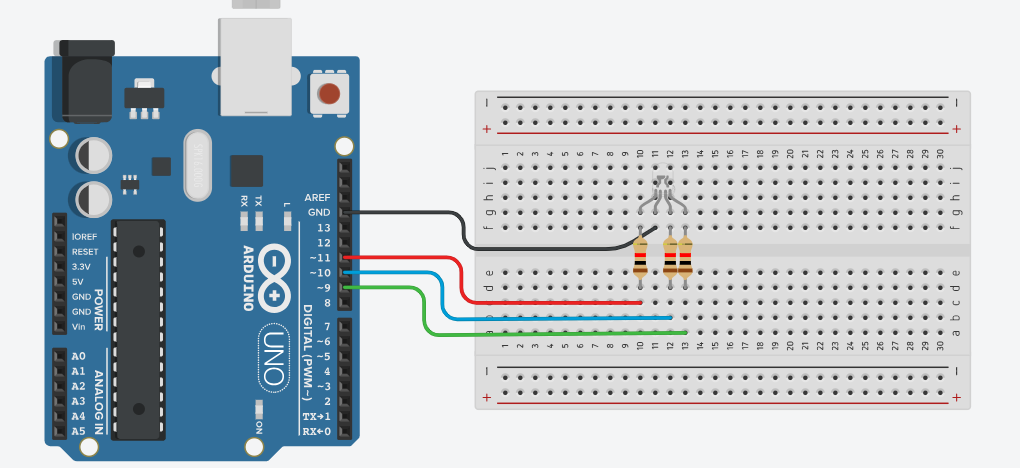 AREF
GND
13
12
~11
~10
~9
8
7
~6
~5
4
~3
2
TX→1
RX←0
DIGITAL (PWM~)
RX
TX
L
ARDUINO
UNO
ON
IOREF
RESET
3.3V
5V
GND
GND
Vin
POWER
A0
A1
A2
A3
A4
A5
ANALOG IN
− −
+ +
1 2 3 4 5 6 7 8 9 10 11 12 13 14 15 16 17 18 19 20 21 22 23 24 25 26 27 28 29 30
j j
i i
h h
g g
f f
e e
d d
c c
b b
a a
1 2 3 4 5 6 7 8 9 10 11 12 13 14 15 16 17 18 19 20 21 22 23 24 25 26 27 28 29 30
− −
+ +